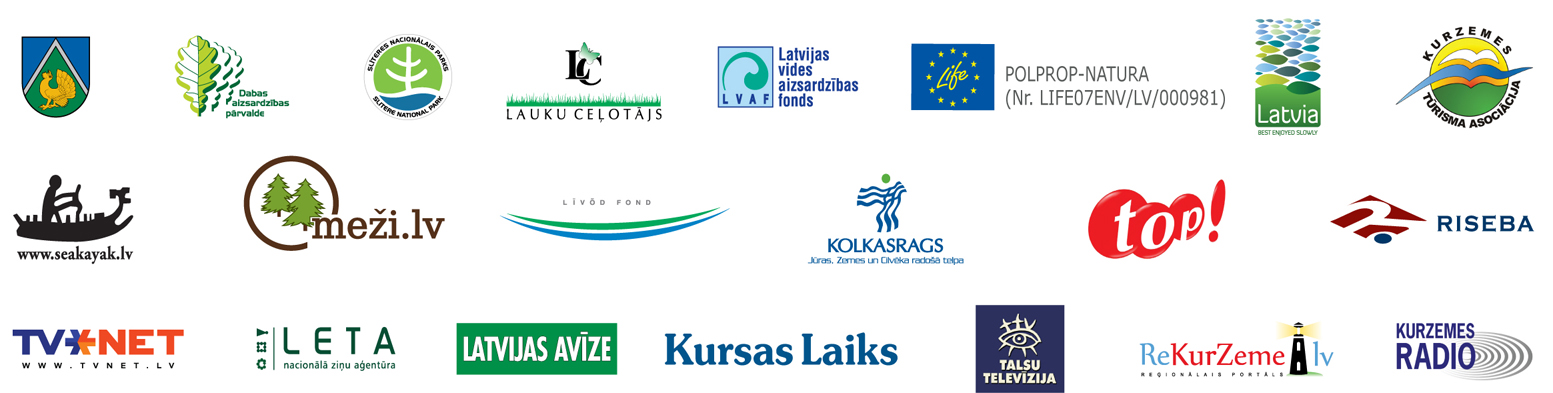 Dabas
aizsardzības
pārvalde
SLĪTERES NACIONĀLAIS PARKS
SLITERE NATIONAL PARK
LC
LAUKU CEĻOTĀJS
LVAF
Latvijas
vides
aizsardzības
fonds
Life
POLPROP-NATURA
(Nr. LIFE07ENV/LV/000981)
Latvia
BEST ENJOYED SLOWLY
KURZEMES
TŪRISMA ASOCIĀCIJA
www.seakayak.lv
meži.lv
LĪVÕD FOND
KOLKASRAGS
Jūras, Zemes un Cilvēka radošā telpa
top!
RISEBA
TVNET
WWW.TVNET.LV
LETA
nacionālā ziņu aģentūra
LATVIJAS AVĪZE
Kursas Laiks
TALSU
TELEVĪZIJA
ReKurZeme lv
REĢIONĀLAIS PORTĀLS
KURZEMES
RADIO